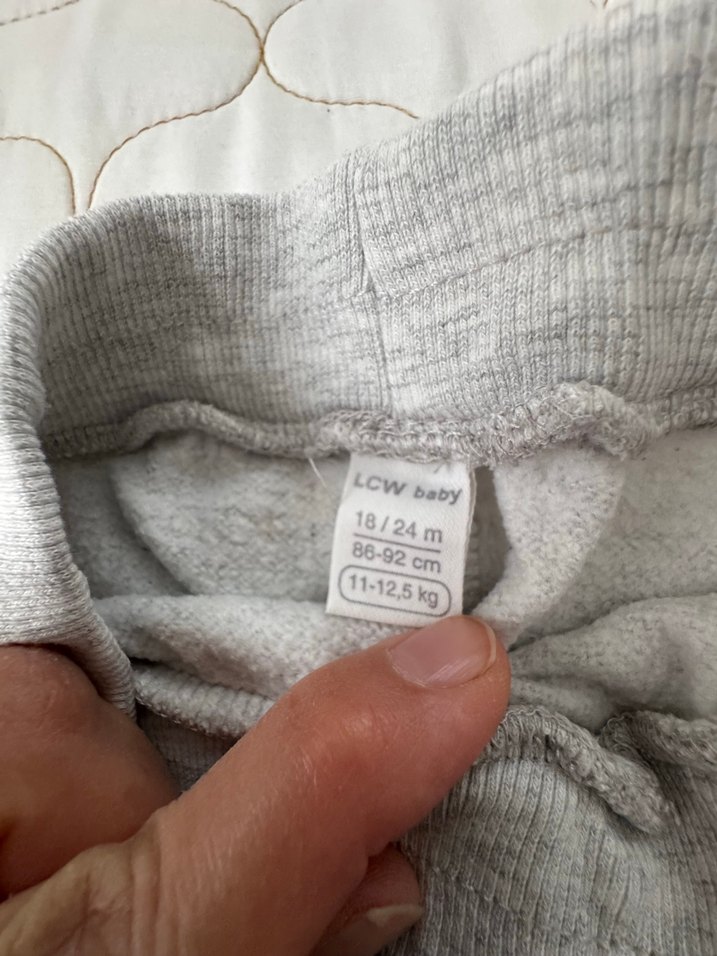 LCW baby
18 / 24 m
86-92 cm
11-12,5 kg